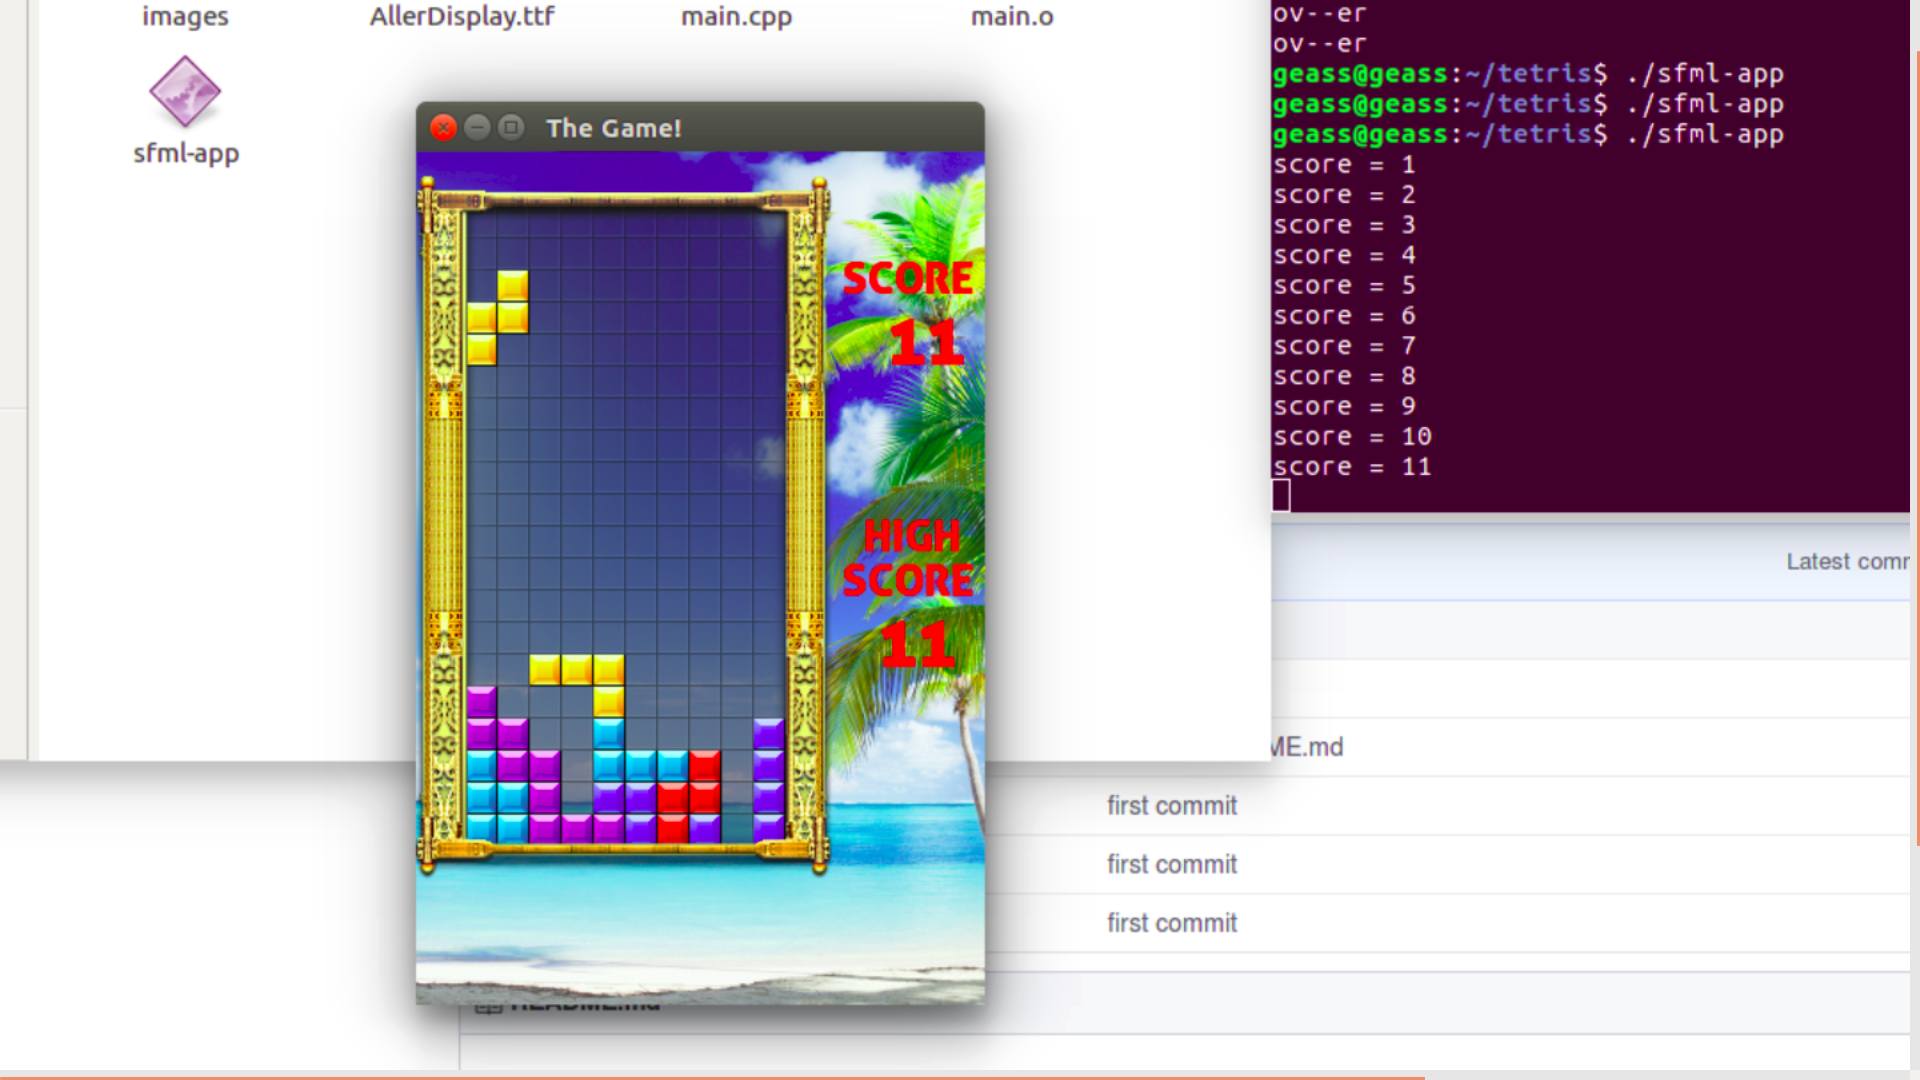 images
AllerDisplay.ttf
main.cpp
main.o
sfml-app
The Game!
SCORE
11
HIGH
SCORE
11
ov--er
ov--er
geass@geass:~/tetris$ ./sfml-app
geass@geass:~/tetris$ ./sfml-app
geass@geass:~/tetris$ ./sfml-app
score = 1
score = 2
score = 3
score = 4
score = 5
score = 6
score = 7
score = 8
score = 9
score = 10
score = 11
Latest comm
ME.md
first commit
first commit
first commit
README.md